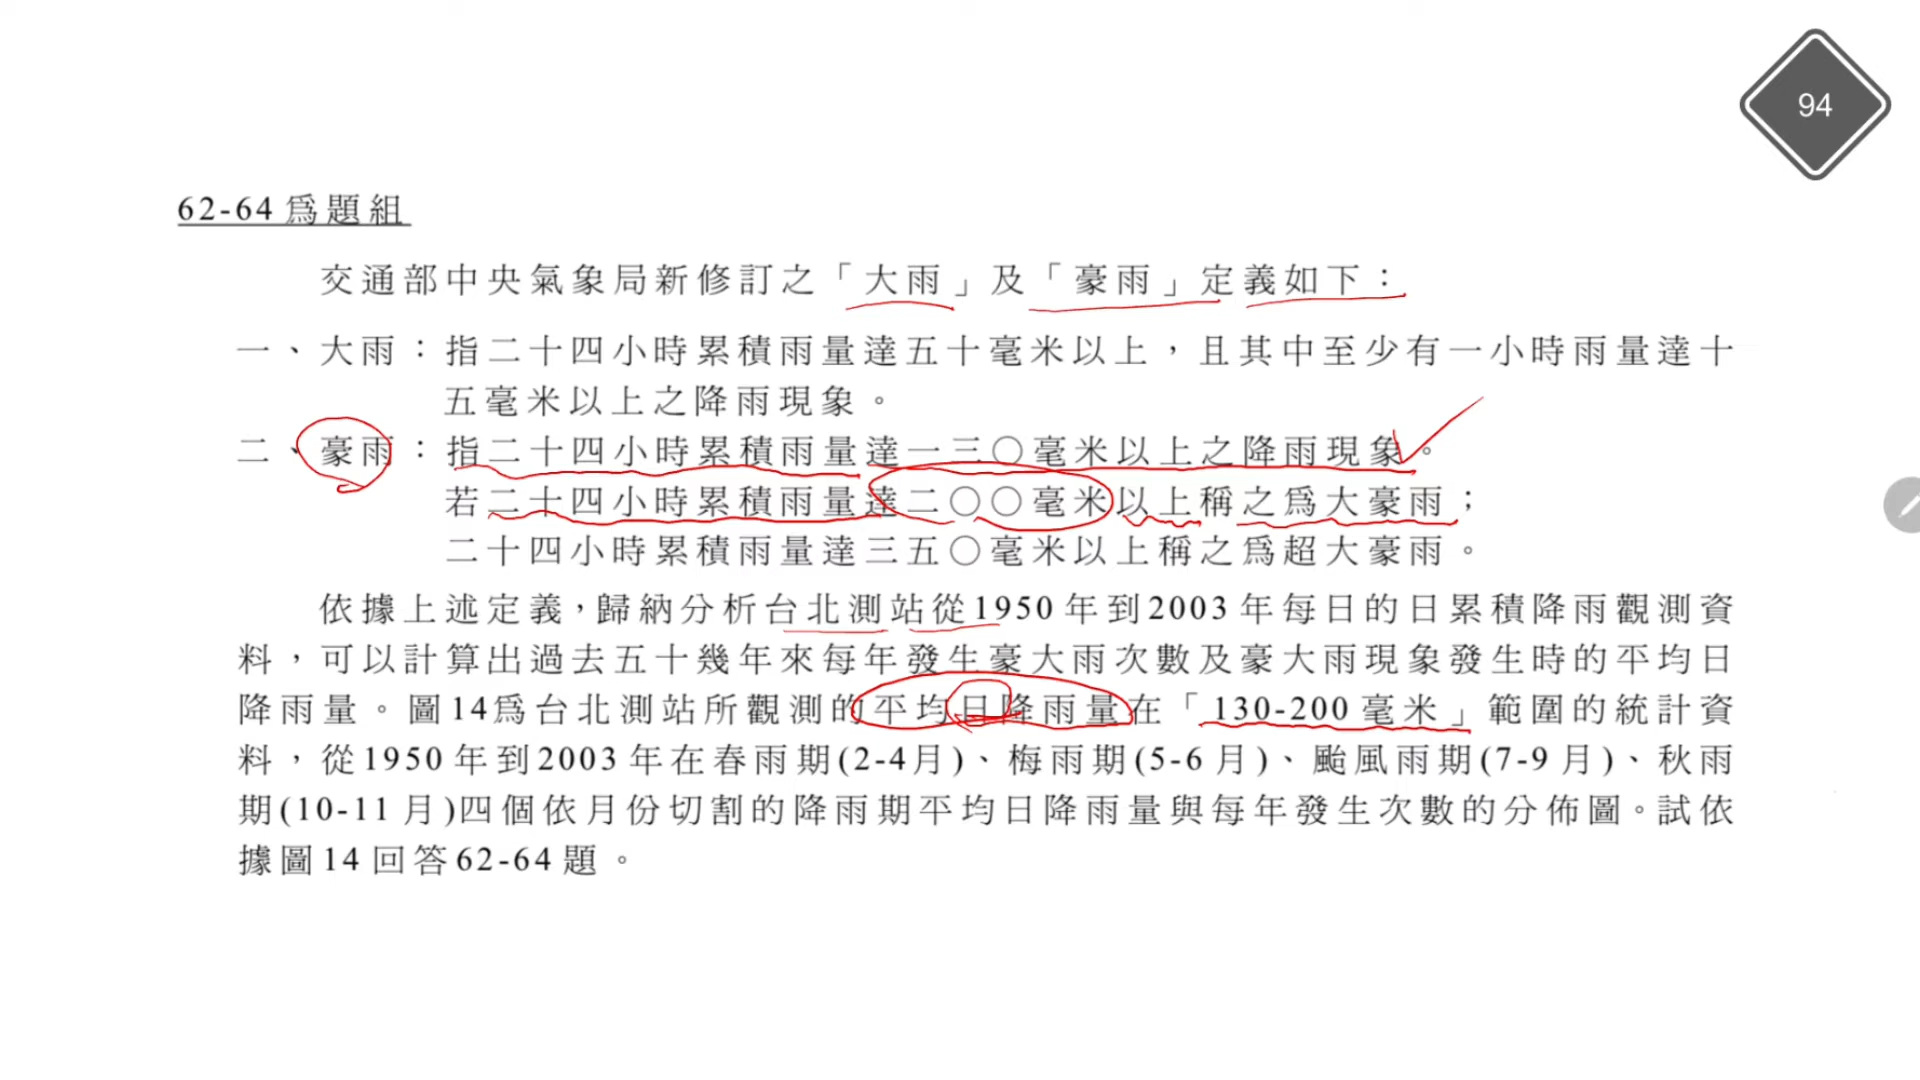 94
62-64為題組
交通部中央氣象局新修訂之「大雨」及「豪雨」定義如下：
一、大雨：指二十四小時累積雨量達五十毫米以上，且其中至少有一小時雨量達十
五毫米以上之降雨現象。
二、豪雨：指二十四小時累積雨量達一三〇毫米以上之降雨現象。
若二十四小時累積雨量達二〇〇毫米以上稱之為大豪雨；
二十四小時累積雨量達三五〇毫米以上稱之為超大豪雨。
依據上述定義，歸納分析台北測站從1950年到2003年每日的日累積降雨觀測資
料，可以計算出過去五十幾年來每年發生豪大雨次數及豪大雨現象發生時的平均日
降雨量。圖14為台北測站所觀測的平均日降雨量在「130-200毫米」範圍的統計資
料，從1950年到2003年在春雨期(2-4月)、梅雨期(5-6月)、颱風雨期(7-9月)、秋雨
期(10-11月)四個依月份切割的降雨期平均日降雨量與每年發生次數的分佈圖。試依
據圖14回答62-64題。